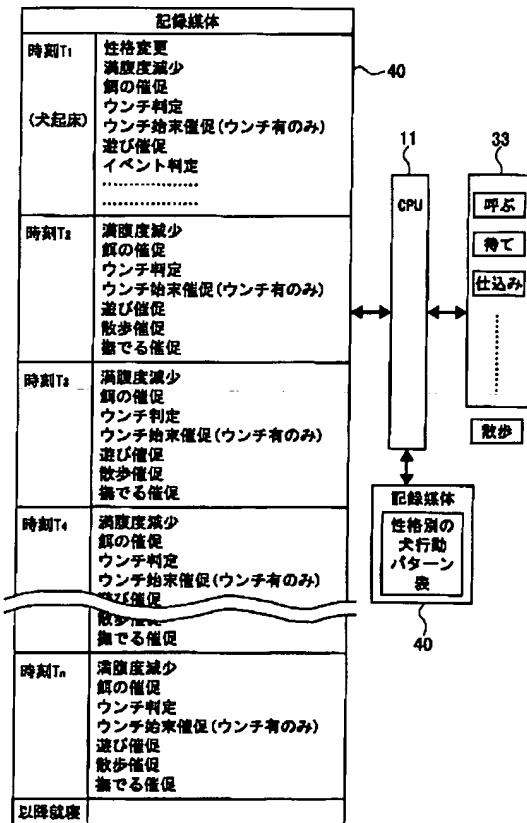 記録媒体
時刻T1
(犬起床)
性格変更
満腹度減少
餌の催促
ウンチ判定
ウンチ始末催促(ウンチ有のみ)
遊び催促
イベント判定
………………
………………
時刻T2
満腹度減少
餌の催促
ウンチ判定
ウンチ始末催促(ウンチ有のみ)
遊び催促
散歩催促
撫でる催促
時刻T3
満腹度減少
餌の催促
ウンチ判定
ウンチ始末催促(ウンチ有のみ)
遊び催促
散歩催促
撫でる催促
時刻T4
満腹度減少
餌の催促
ウンチ判定
ウンチ始末催促(ウンチ有のみ)
遊び催促
散歩催促
撫でる催促
時刻Tn
満腹度減少
餌の催促
ウンチ判定
ウンチ始末催促(ウンチ有のみ)
遊び催促
散歩催促
撫でる催促
以降就寝
40
11
CPU
33
呼ぶ
待て
仕込み
散歩
記録媒体
性格別の
犬行動
パターン
表
40